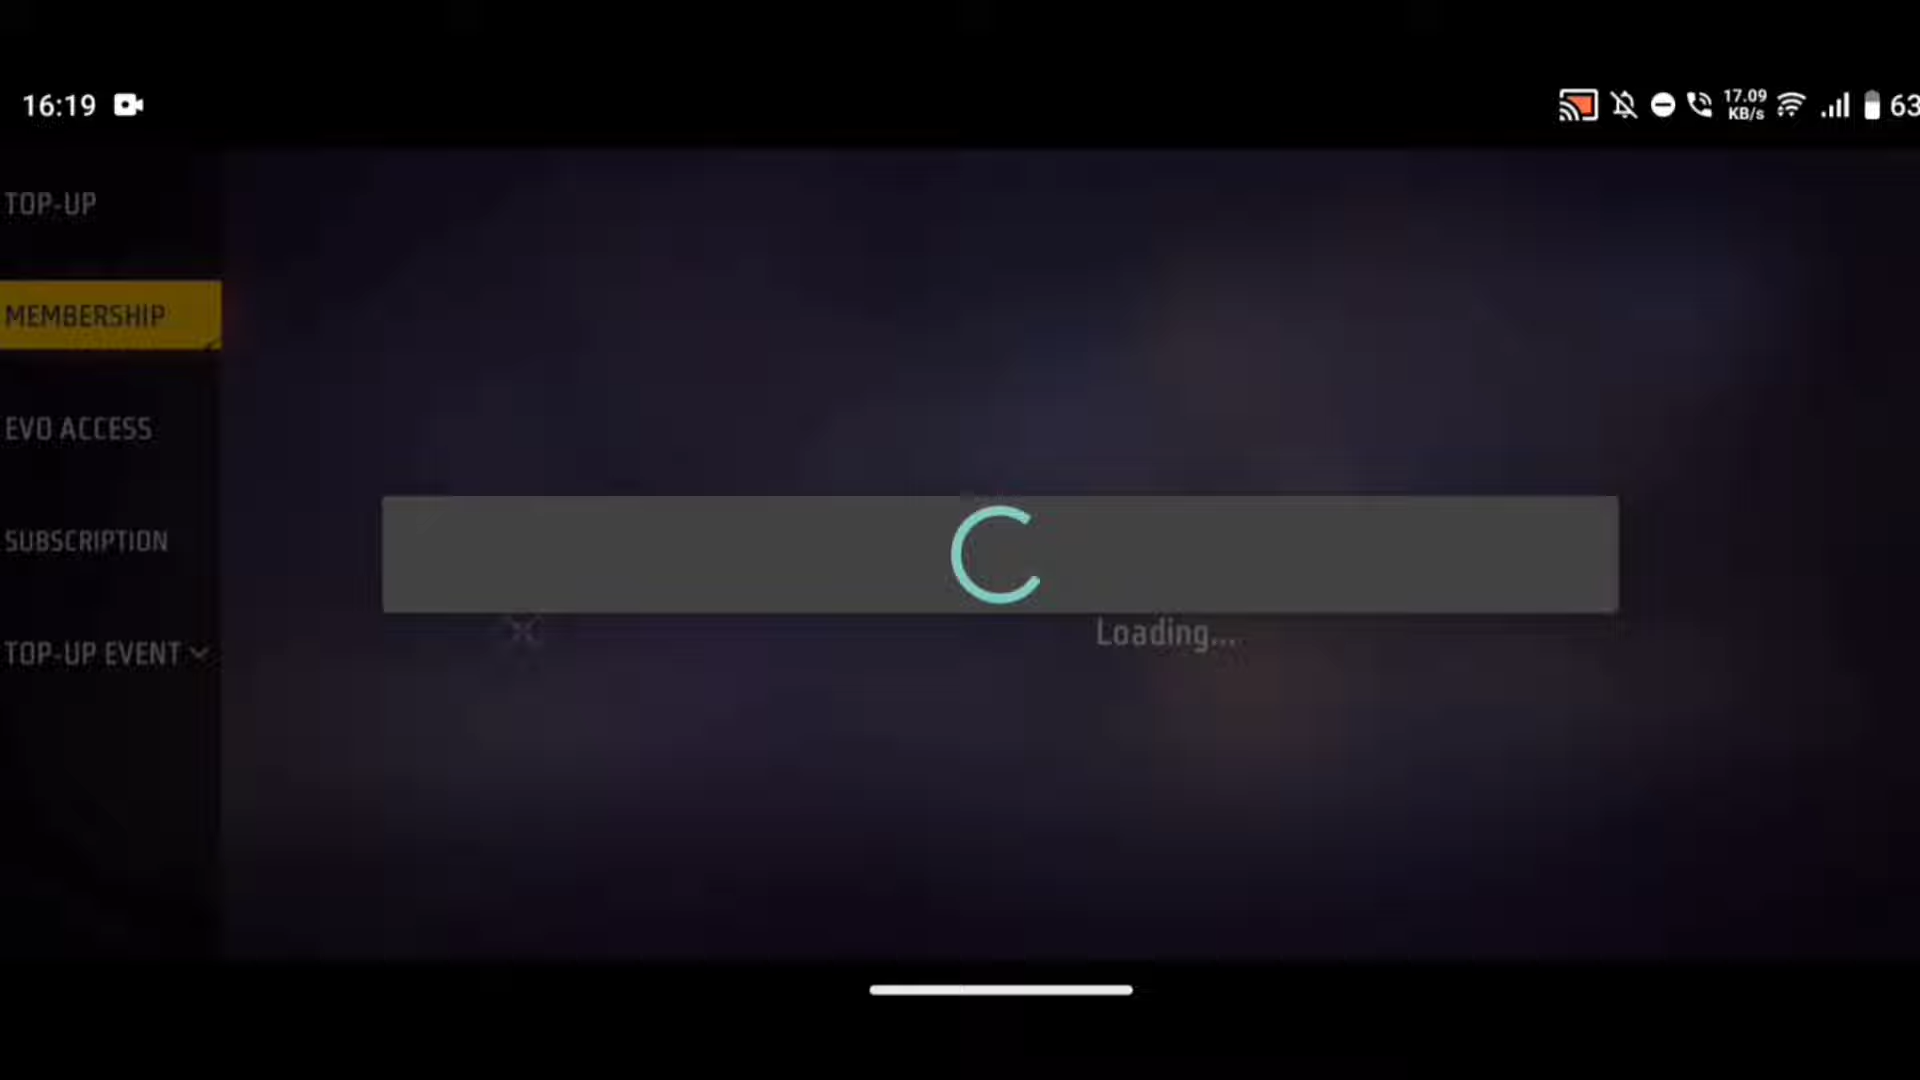 16:19
17.09
KB/s
63
TOP-UP
MEMBERSHIP
EVO ACCESS
SUBSCRIPTION
TOP-UP EVENT
Loading...